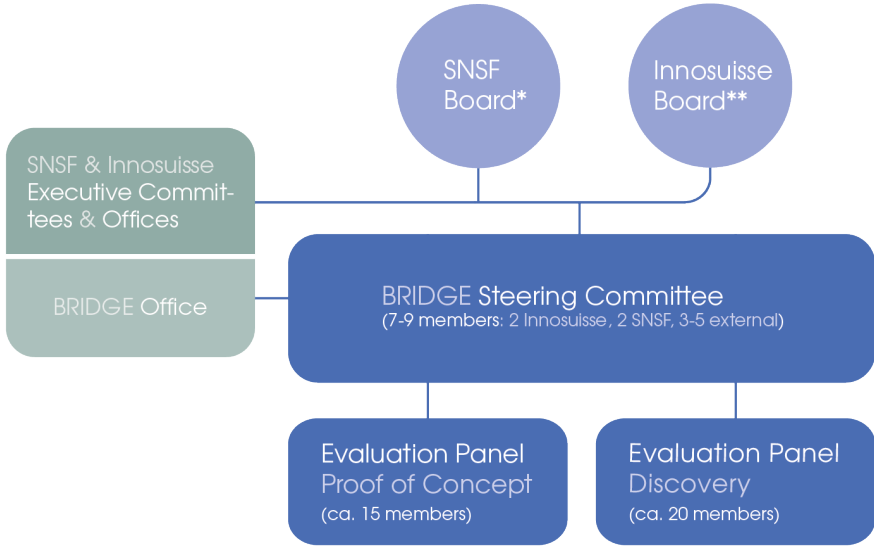 SNSF
Board*
Innosuisse
Board**
SNSF & Innosuisse
Executive Commit-
tees & Offices
BRIDGE Office
BRIDGE Steering Committee
(7-9 members: 2 Innosuisse, 2 SNSF, 3-5 external)
Evaluation Panel
Proof of Concept
(ca. 15 members)
Evaluation Panel
Discovery
(ca. 20 members)